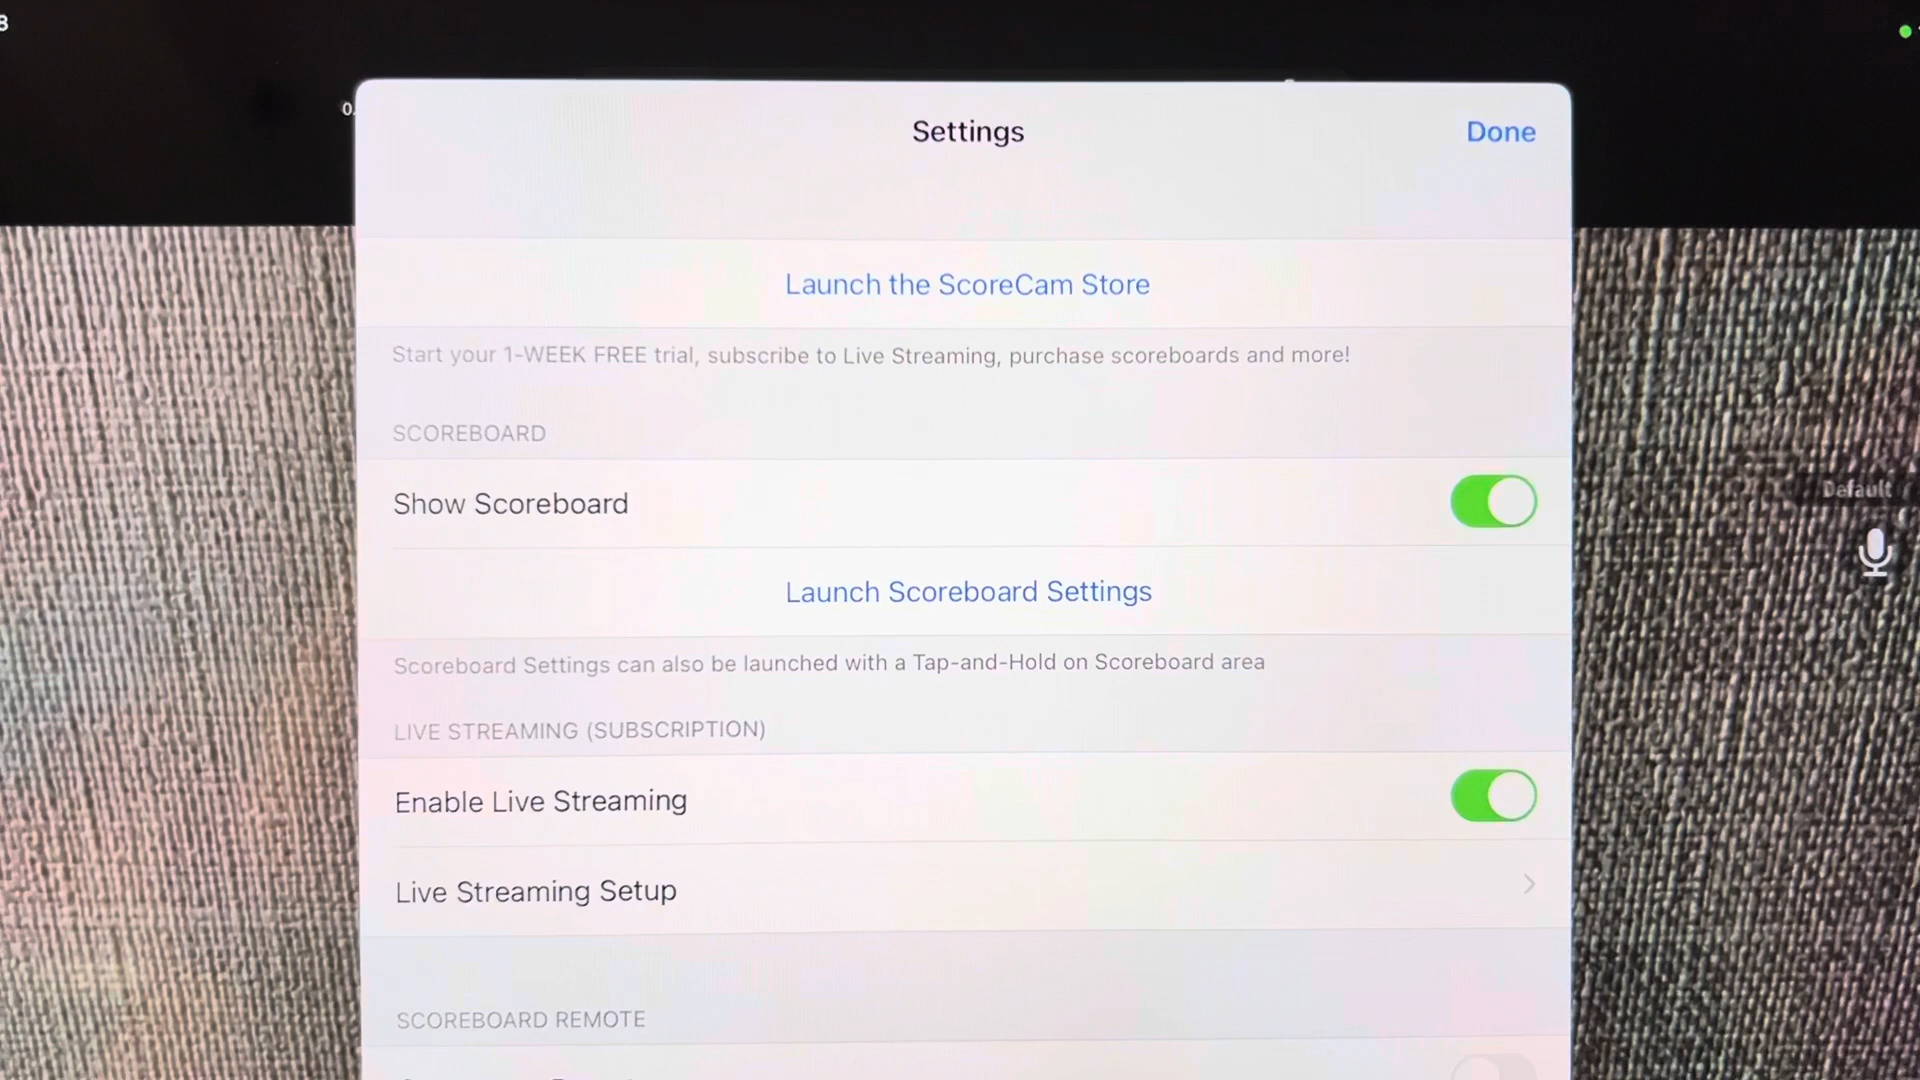 8
Settings
Done
Launch the ScoreCam Store
Start your 1-WEEK FREE trial, subscribe to Live Streaming, purchase scoreboards and more!
SCOREBOARD
Show Scoreboard
Default
Launch Scoreboard Settings
Scoreboard Settings can also be launched with a Tap-and-Hold on Scoreboard area
LIVE STREAMING (SUBSCRIPTION)
Enable Live Streaming
Live Streaming Setup
SCOREBOARD REMOTE